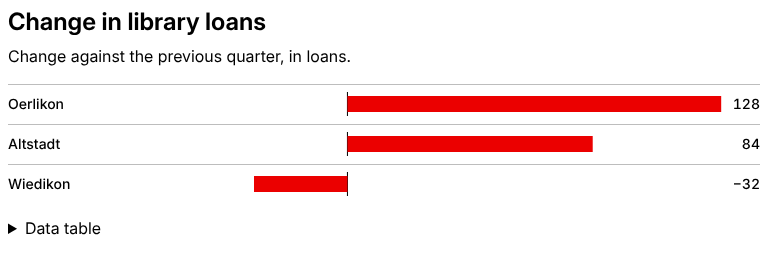 Change in library loans
Change against the previous quarter, in loans.
Oerlikon 128
Altstadt 84
Wiedikon −32
Data table